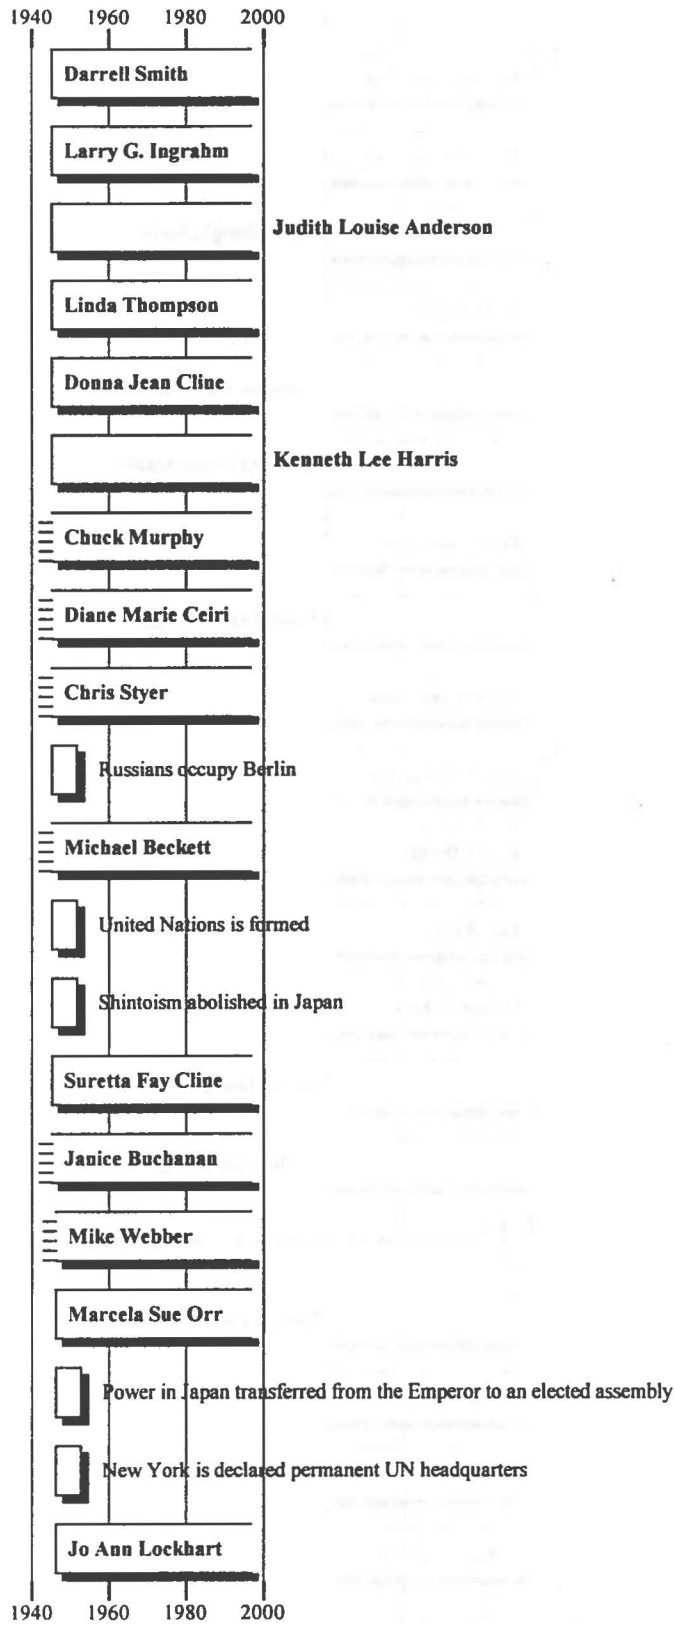 1940 1960 1980 2000
Darrell Smith
Larry G. Ingrahm
Judith Louise Anderson
Linda Thompson
Donna Jean Cline
Kenneth Lee Harris
Chuck Murphy
Diane Marie Ceiri
Chris Styer
Russians occupy Berlin
Michael Beckett
United Nations is formed
Shintoism abolished in Japan
Suretta Fay Cline
Janice Buchanan
Mike Webber
Marcela Sue Orr
Power in Japan transferred from the Emperor to an elected assembly
New York is declared permanent UN headquarters
Jo Ann Lockhart
1940 1960 1980 2000